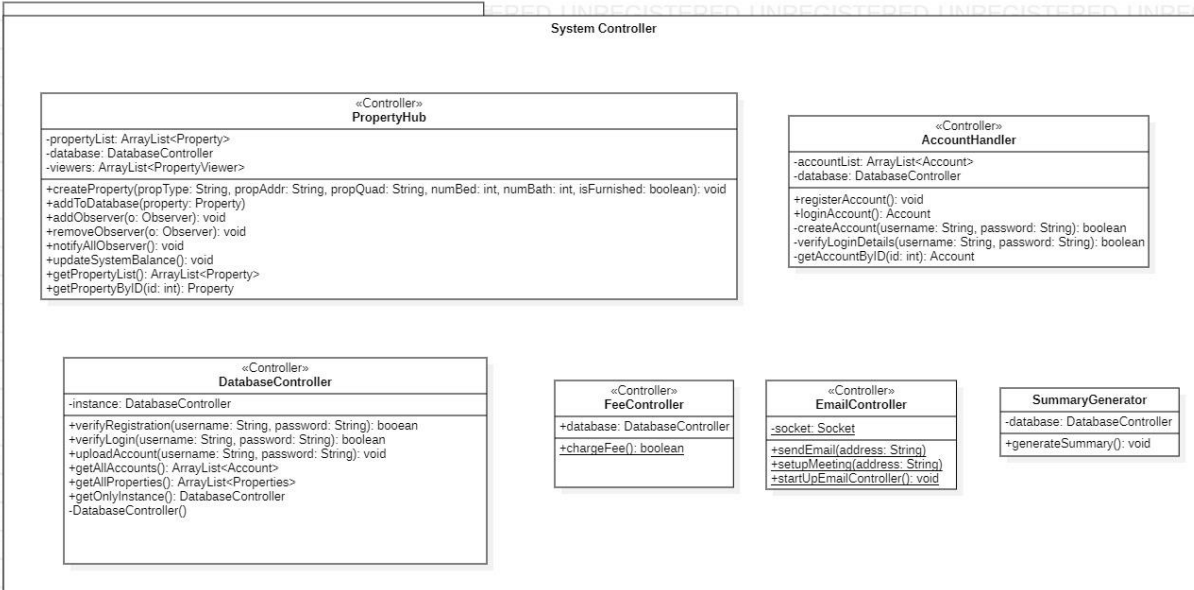 ERED UNREGISTERED UNREGISTERED UNREGISTERED UNRE
System Controller
«Controller»
PropertyHub
-propertyList: ArrayList<Property>
-database: DatabaseController
-viewers: ArrayList<PropertyViewer>
+createProperty(propType: String, propAddr: String, propQuad: String, numBed: int, numBath: int, isFurnished: boolean): void
+addToDatabase(property: Property)
+addObserver(o: Observer): void
+removeObserver(o: Observer): void
+notifyAllObserver(): void
+updateSystemBalance(): void
+getPropertyList(): ArrayList<Property>
+getPropertyByID(id: int): Property
«Controller»
AccountHandler
-accountList: ArrayList<Account>
-database: DatabaseController
+registerAccount(): void
+loginAccount(): Account
-createAccount(username: String, password: String): boolean
-verifyLoginDetails(username: String, password: String): boolean
-getAccountByID(id: int): Account
«Controller»
DatabaseController
-instance: DatabaseController
+verifyRegistration(username: String, password: String): booean
+verifyLogin(username: String, password: String): boolean
+uploadAccount(username: String, password: String): void
+getAllAccounts(): ArrayList<Account>
+getAllProperties(): ArrayList<Properties>
+getOnlyInstance(): DatabaseController
-DatabaseController()
«Controller»
FeeController
+database: DatabaseController
+chargeFee(): boolean
«Controller»
EmailController
-socket: Socket
+sendEmail(address: String)
+setupMeeting(address: String)
+startUpEmailController(): void
SummaryGenerator
-database: DatabaseController
+generateSummary(): void